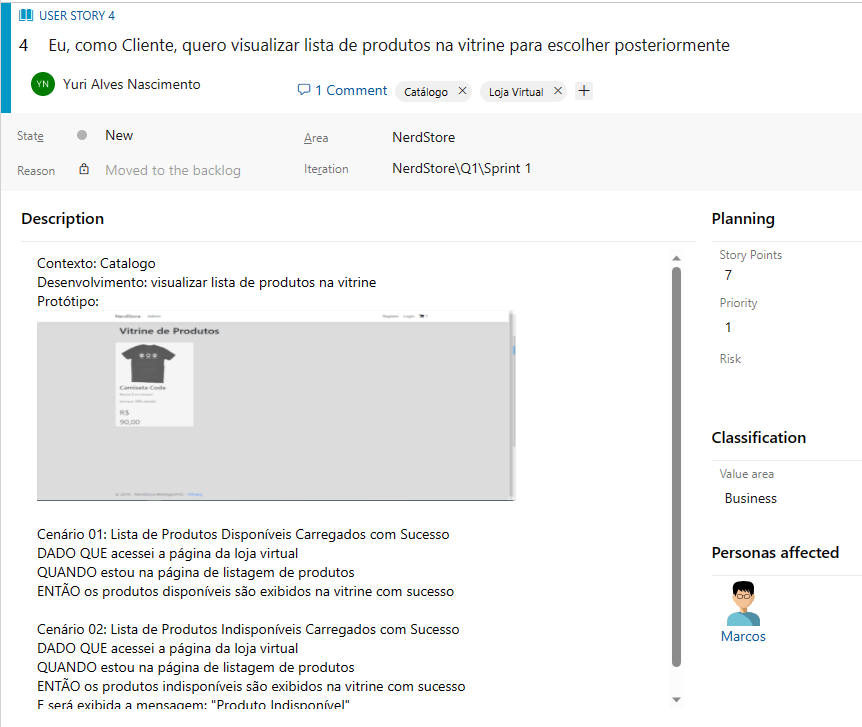 USER STORY 4
4 Eu, como Cliente, quero visualizar lista de produtos na vitrine para escolher posteriormente
YN Yuri Alves Nascimento
1 Comment
Catálogo
Loja Virtual
State New
Area NerdStore
Reason Moved to the backlog
Iteration NerdStore\Q1\Sprint 1
Description
Contexto: Catalogo
Desenvolvimento: visualizar lista de produtos na vitrine
Protótipo:
NerdStore Admin
Register Login
Vitrine de Produtos
Camiseta Code
R$
90,00
Privacy
Cenário 01: Lista de Produtos Disponíveis Carregados com Sucesso
DADO QUE acessei a página da loja virtual
QUANDO estou na página de listagem de produtos
ENTÃO os produtos disponíveis são exibidos na vitrine com sucesso
Cenário 02: Lista de Produtos Indisponíveis Carregados com Sucesso
DADO QUE acessei a página da loja virtual
QUANDO estou na página de listagem de produtos
ENTÃO os produtos indisponíveis são exibidos na vitrine com sucesso
E será exibida a mensagem: "Produto Indisponível"
Planning
Story Points
7
Priority
1
Risk
Classification
Value area
Business
Personas affected
Marcos